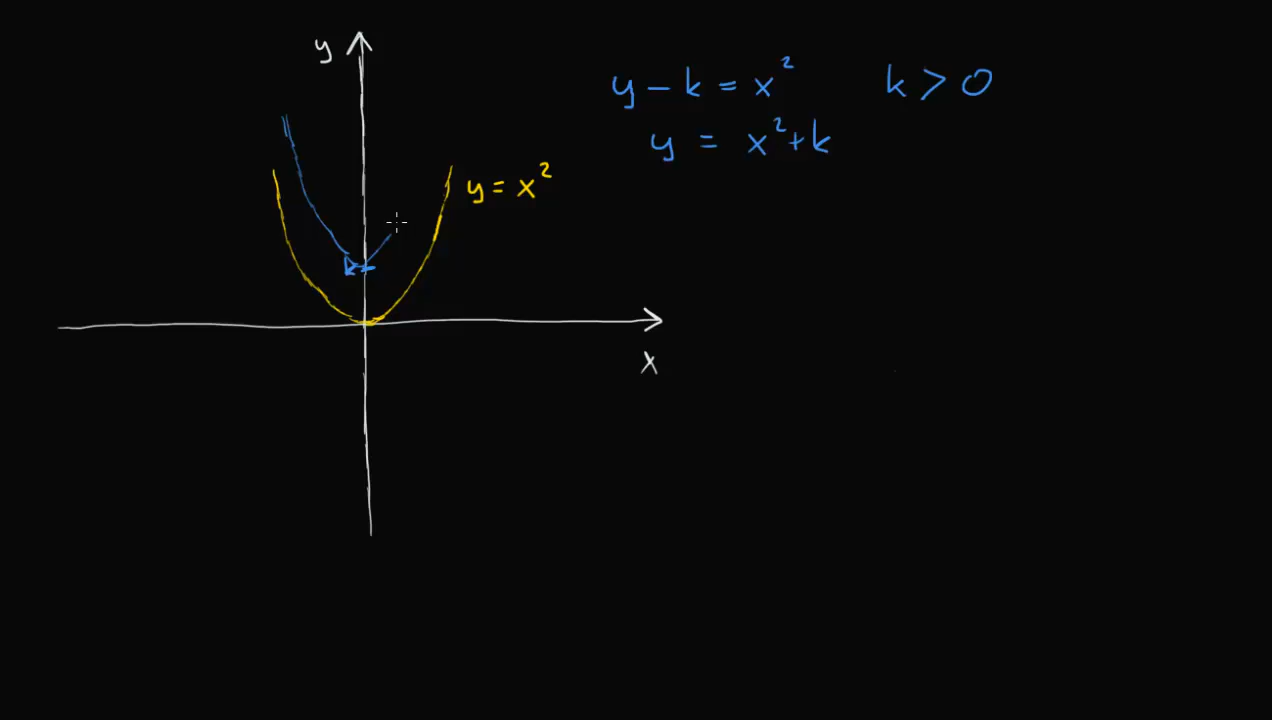 y
y – k = x² k > 0
y = x² + k
y = x²
k
x